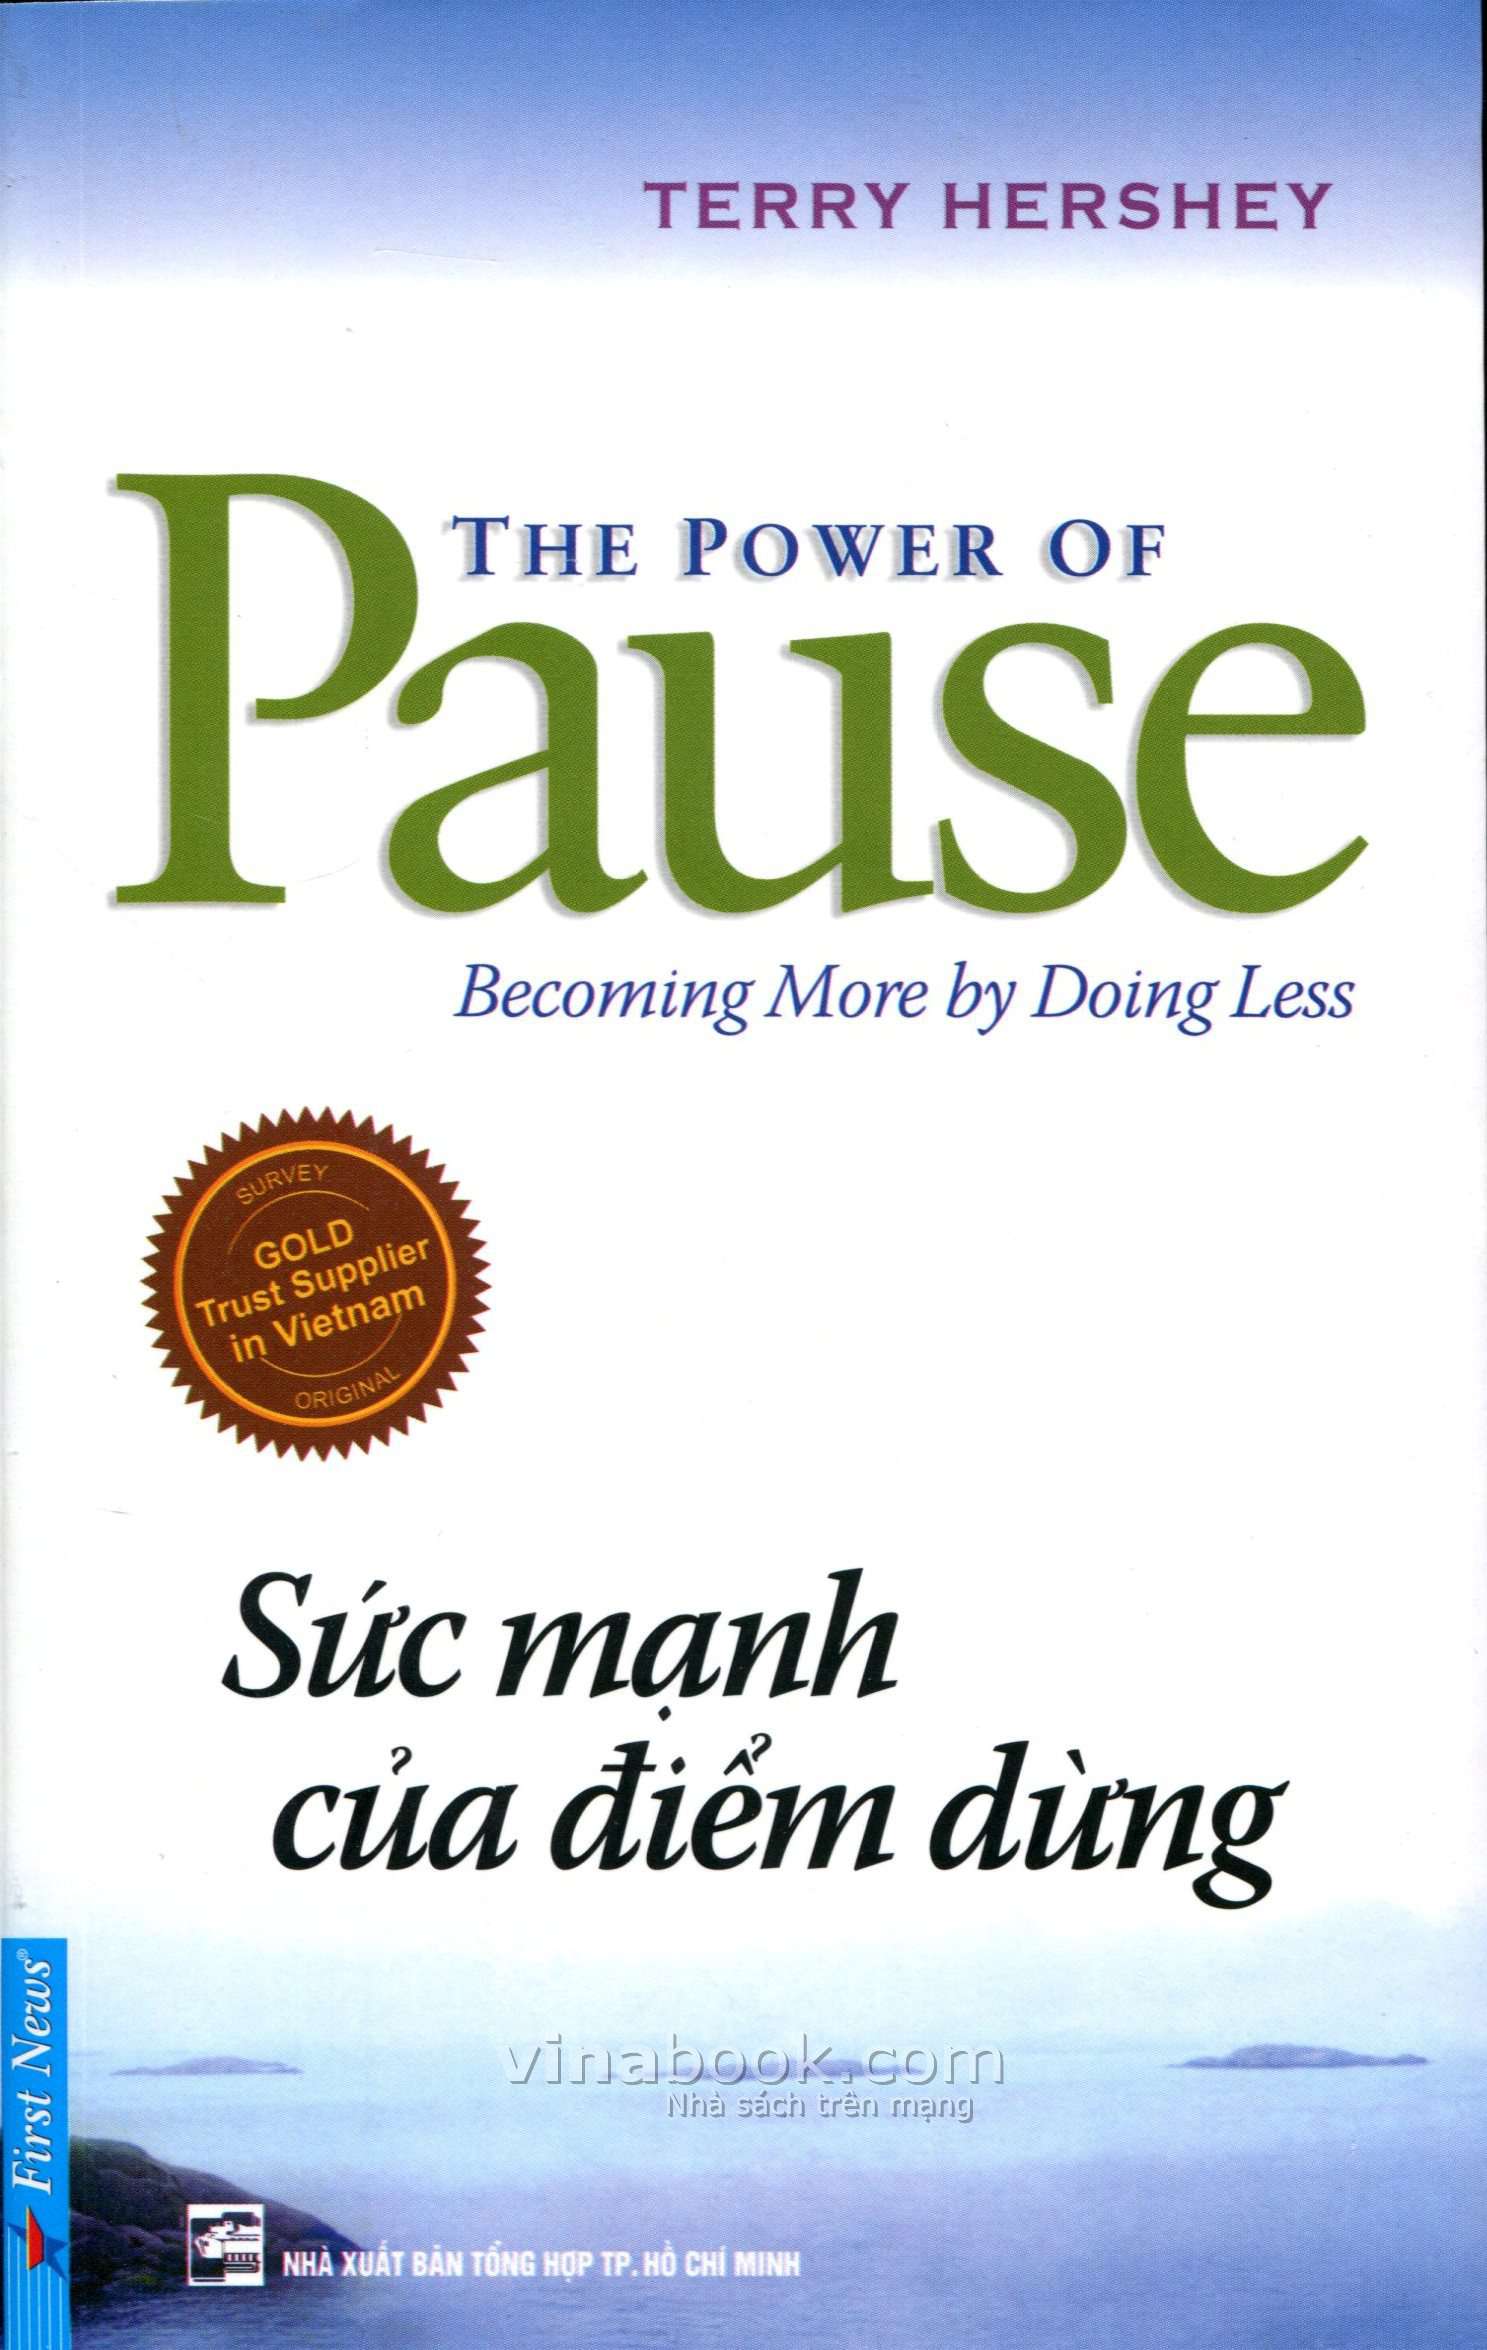 TERRY HERSHEY
THE POWER OF
Pause
Becoming More by Doing Less
SURVEY
GOLD
Trust Supplier
in Vietnam
ORIGINAL
Sức mạnh
của điểm dừng
First News®
vinabook.com
Nhà sách trên mạng
NHÀ XUẤT BẢN TỔNG HỢP TP. HỒ CHÍ MINH